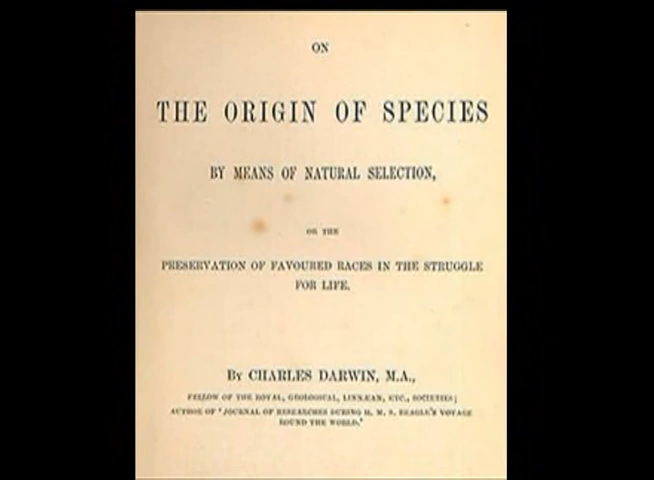 ON
THE ORIGIN OF SPECIES
BY MEANS OF NATURAL SELECTION,
OR THE
PRESERVATION OF FAVOURED RACES IN THE STRUGGLE
FOR LIFE.
BY CHARLES DARWIN, M.A.,
FELLOW OF THE ROYAL, GEOLOGICAL, LINNÆAN, ETC., SOCIETIES;
AUTHOR OF 'JOURNAL OF RESEARCHES DURING H. M. S. BEAGLE'S VOYAGE
ROUND THE WORLD.'